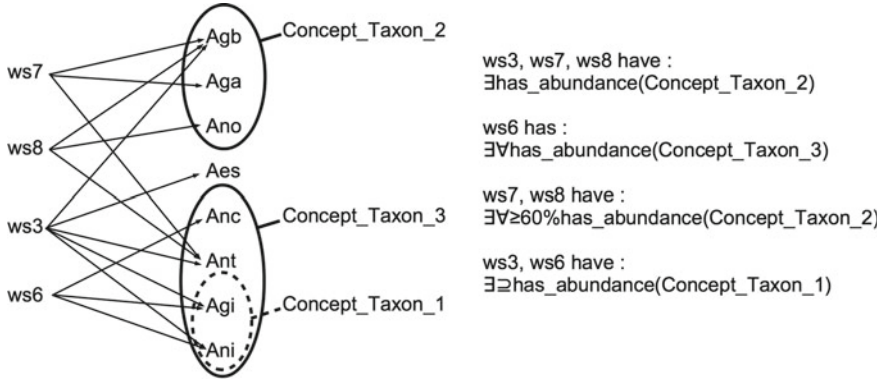 ws7
ws8
ws3
ws6
Agb
Aga
Ano
Aes
Anc
Ant
Agi
Ani
Concept_Taxon_2
Concept_Taxon_3
Concept_Taxon_1
ws3, ws7, ws8 have :
∃has_abundance(Concept_Taxon_2)
ws6 has :
∃∀has_abundance(Concept_Taxon_3)
ws7, ws8 have :
∃∀≥60%has_abundance(Concept_Taxon_2)
ws3, ws6 have :
∃⊇has_abundance(Concept_Taxon_1)